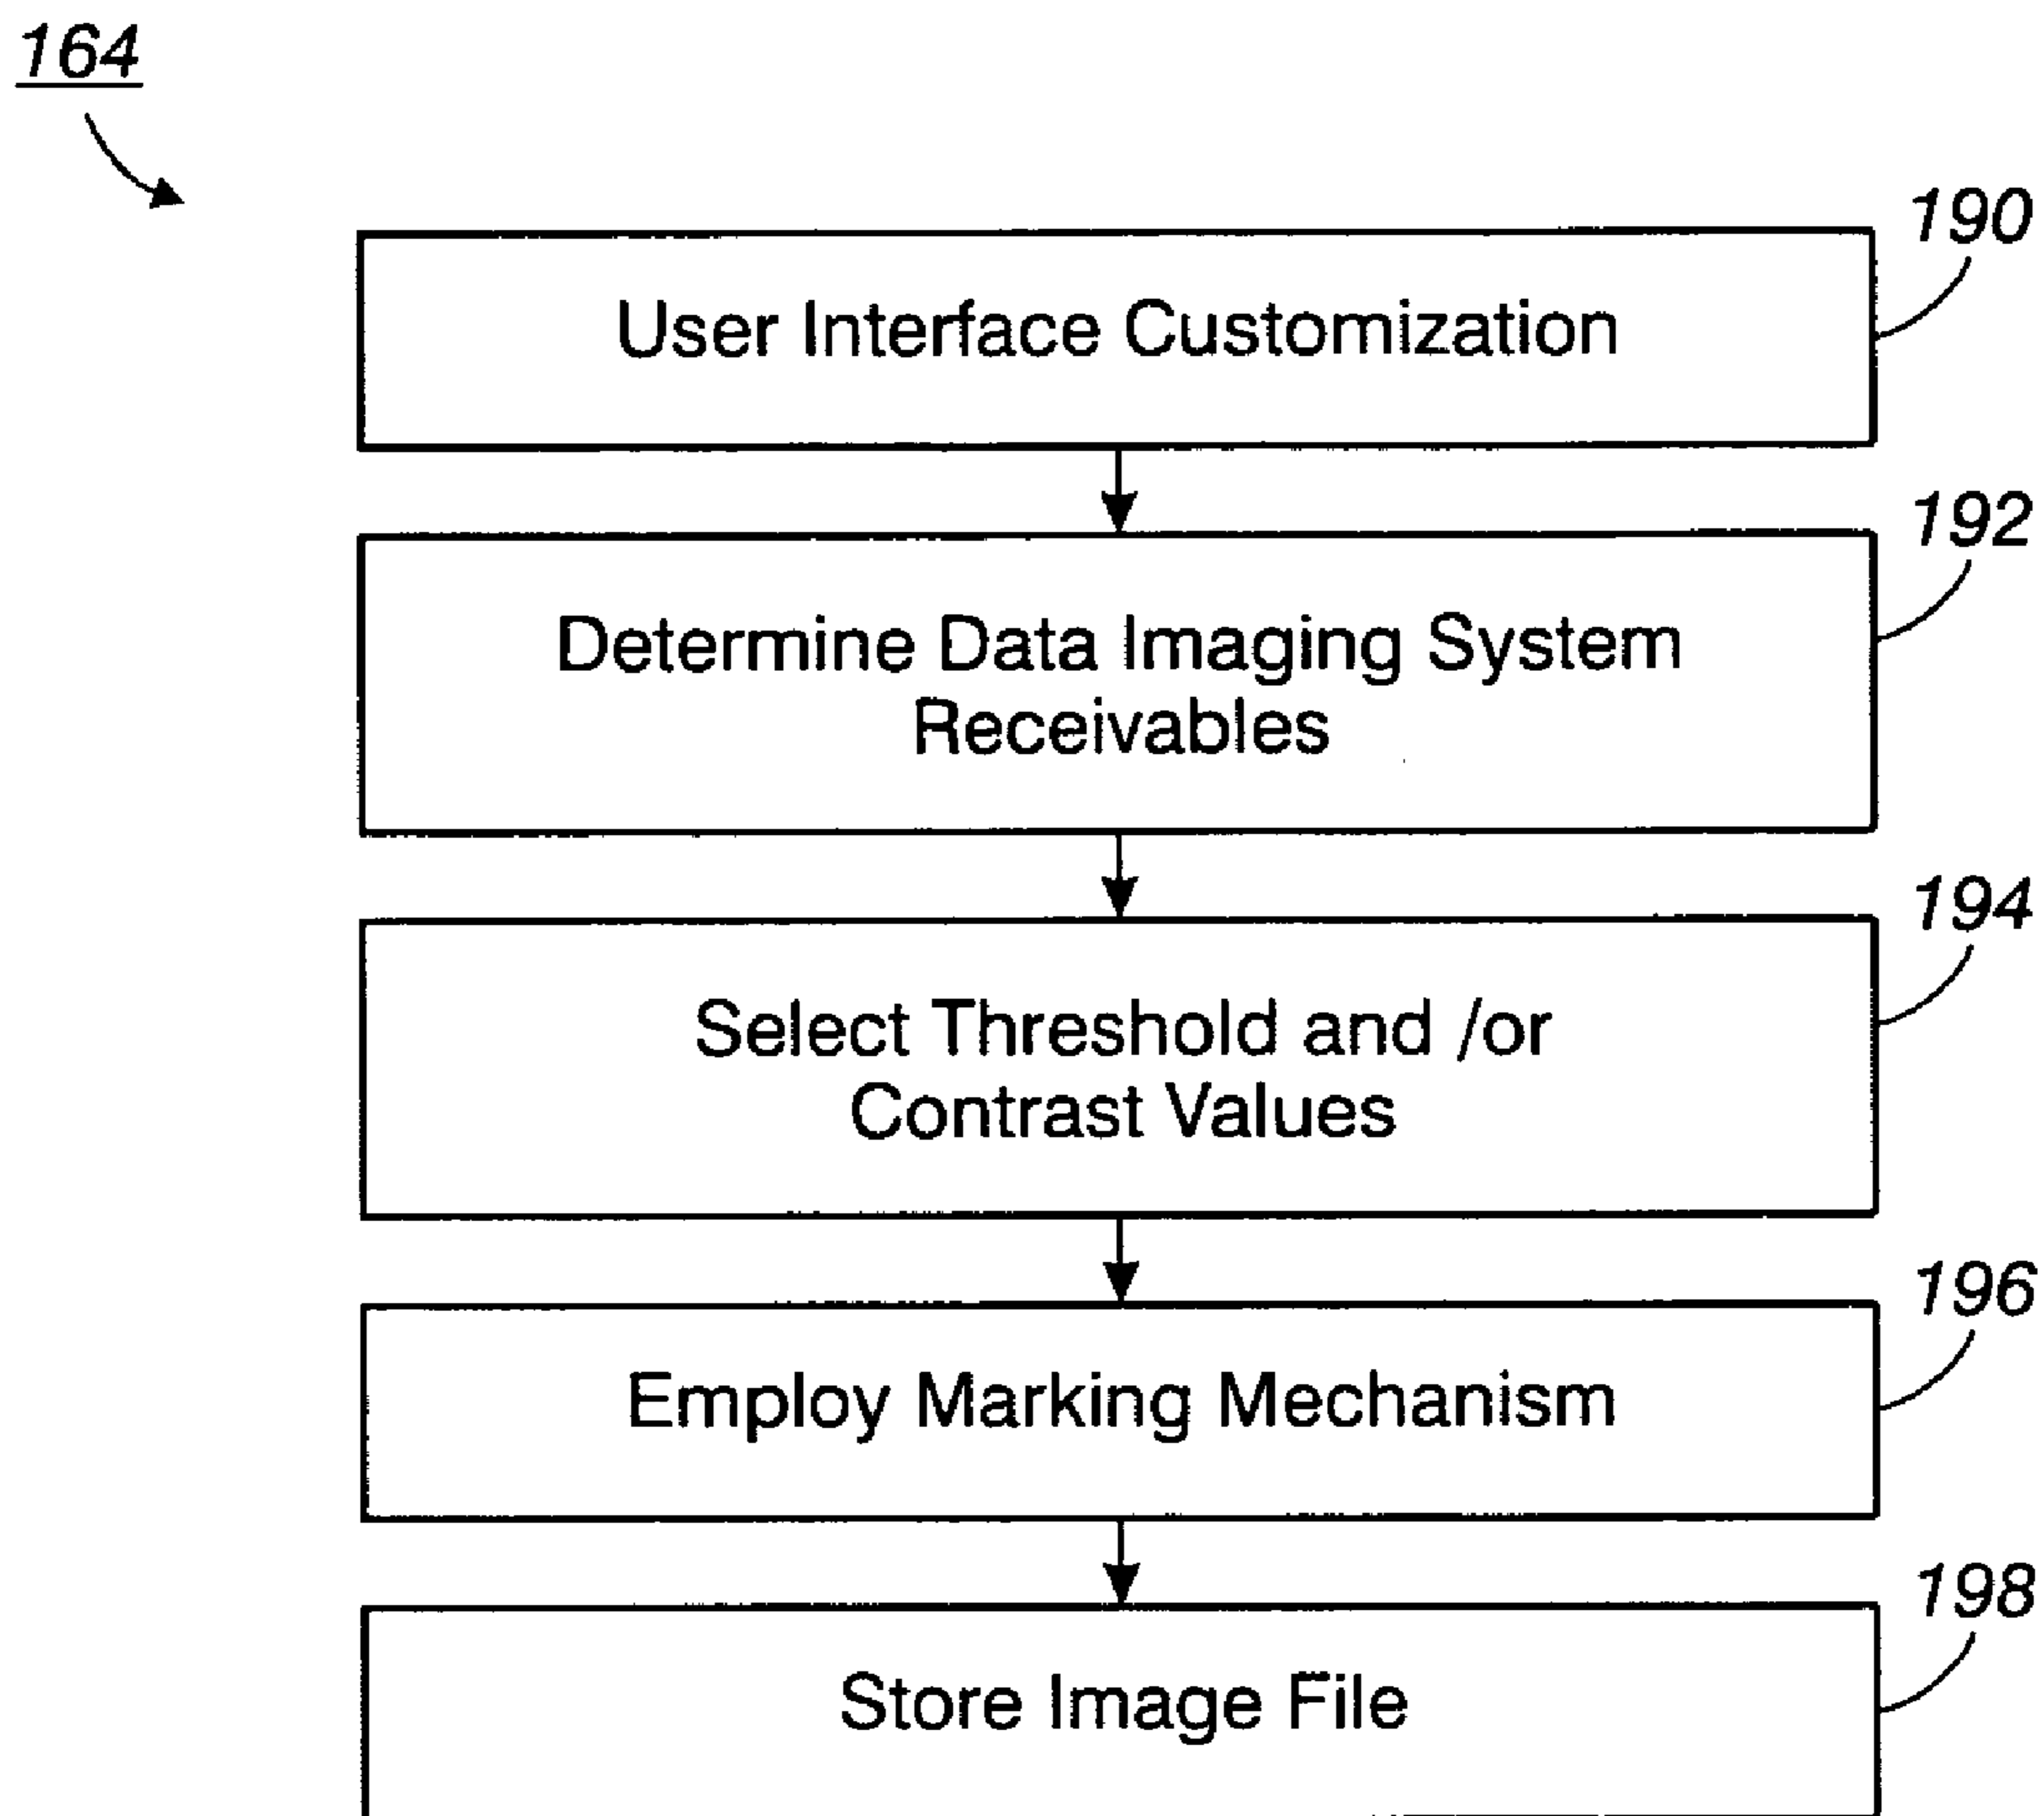 164
190
User Interface Customization
192
Determine Data Imaging System
Receivables
194
Select Threshold and /or
Contrast Values
196
Employ Marking Mechanism
198
Store Image File